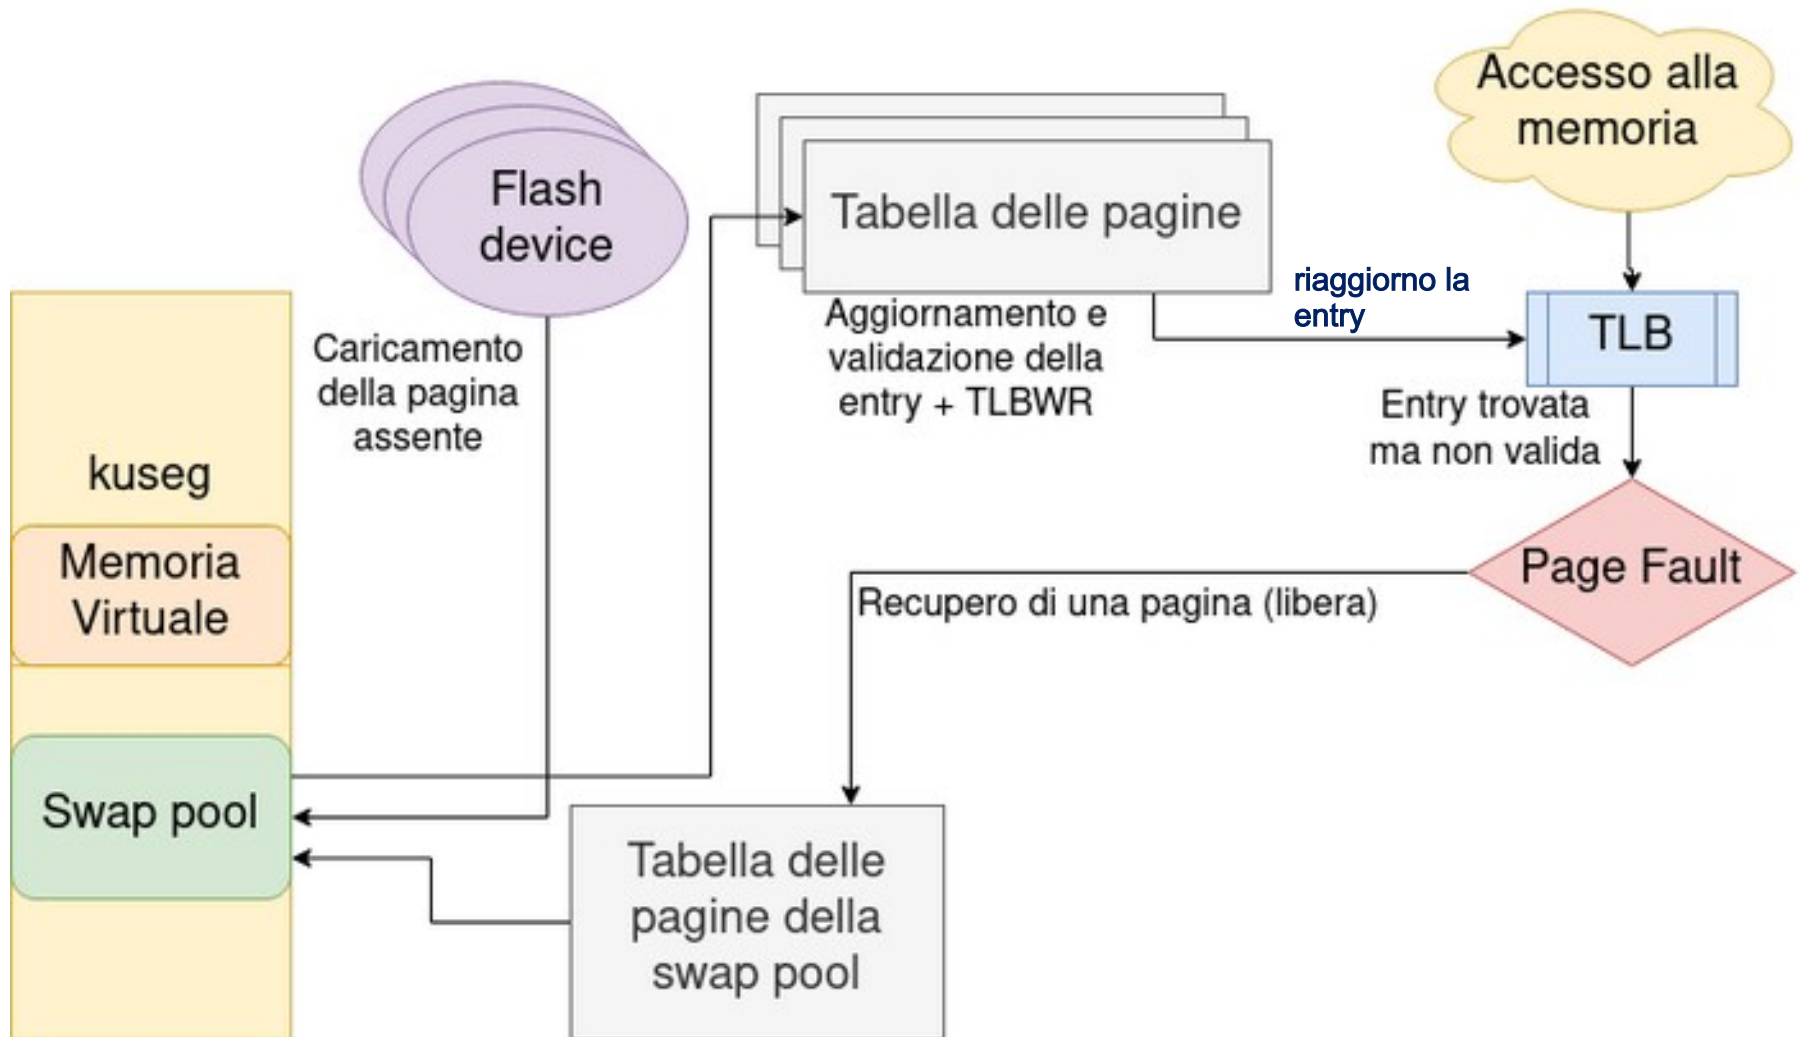 Accesso alla
memoria
Flash
device
Tabella delle pagine
riaggiorno la
entry
TLB
Aggiornamento e
validazione della
entry + TLBWR
Caricamento
della pagina
assente
Entry trovata
ma non valida
kuseg
Memoria
Virtuale
Page Fault
Recupero di una pagina (libera)
Swap pool
Tabella delle
pagine della
swap pool